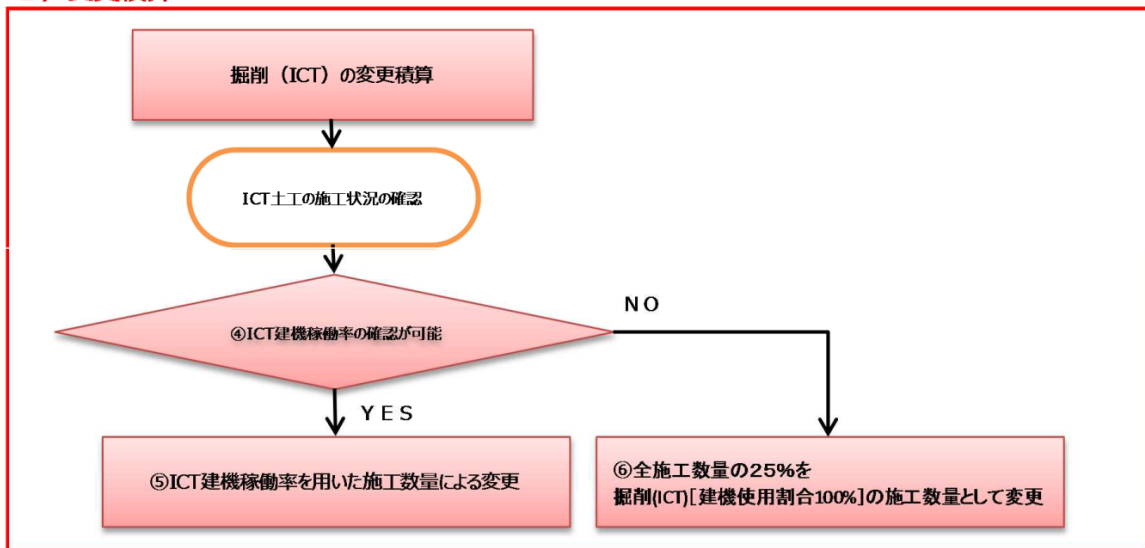 掘削（ICT）の変更積算
ICT土工の施工状況の確認
④ICT建機稼働率の確認が可能
NO
YES
⑤ICT建機稼働率を用いた施工数量による変更
⑥全施工数量の25%を
掘削(ICT)[建機使用割合100%]の施工数量として変更